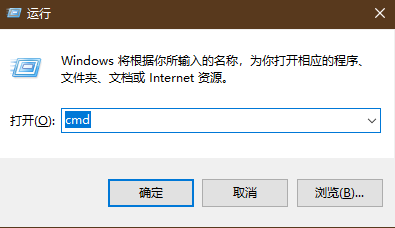 运行
Windows 将根据你所输入的名称，为你打开相应的程序、
文件夹、文档或 Internet 资源。
打开(O): cmd
确定 取消 浏览(B)...